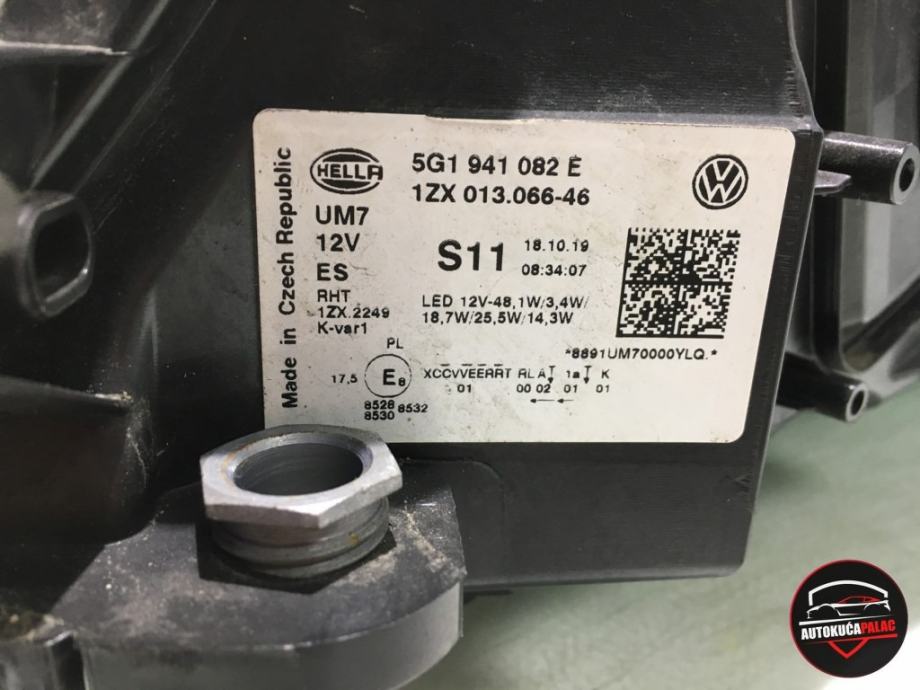 Made in Czech Republic
HELLA
5G1 941 082 E
1ZX 013.066-46
UM7
12V
ES
RHT
1ZX.2249
K-var1
S11
18.10.19
08:34:07
LED 12V-48,1W/3,4W/
18,7W/25,5W/14,3W
*8891UM70000YLQ.*
PL
17,5
E8
XCCVVEERRT RL A 1a K
01 00 02 01 01
8528 8532
8530
AUTOKUĆA PALAC